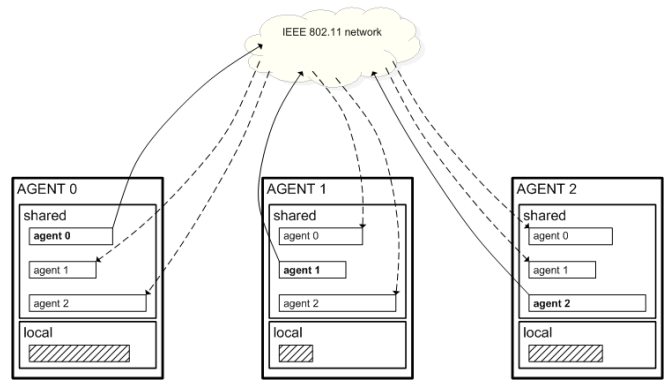 IEEE 802.11 network
AGENT 0
shared
agent 0
agent 1
agent 2
local
AGENT 1
shared
agent 0
agent 1
agent 2
local
AGENT 2
shared
agent 0
agent 1
agent 2
local